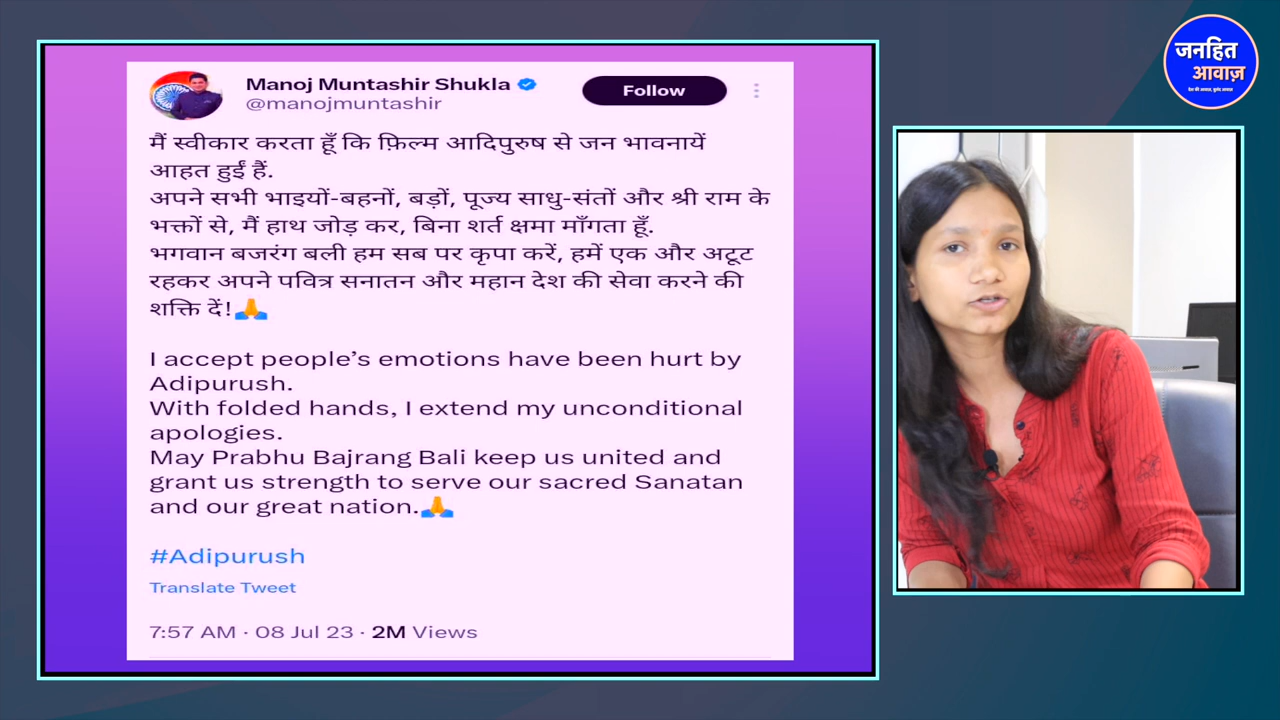 Manoj Muntashir Shukla
@manojmuntashir
Follow
मैं स्वीकार करता हूँ कि फ़िल्म आदिपुरुष से जन भावनायें
आहत हुईं हैं.
अपने सभी भाइयों-बहनों, बड़ों, पूज्य साधु-संतों और श्री राम के
भक्तों से, मैं हाथ जोड़ कर, बिना शर्त क्षमा माँगता हूँ.
भगवान बजरंग बली हम सब पर कृपा करें, हमें एक और अटूट
रहकर अपने पवित्र सनातन और महान देश की सेवा करने की
शक्ति दें!🙏
I accept people’s emotions have been hurt by
Adipurush.
With folded hands, I extend my unconditional
apologies.
May Prabhu Bajrang Bali keep us united and
grant us strength to serve our sacred Sanatan
and our great nation.🙏
#Adipurush
Translate Tweet
7:57 AM · 08 Jul 23 · 2M Views
जनहित
आवाज़